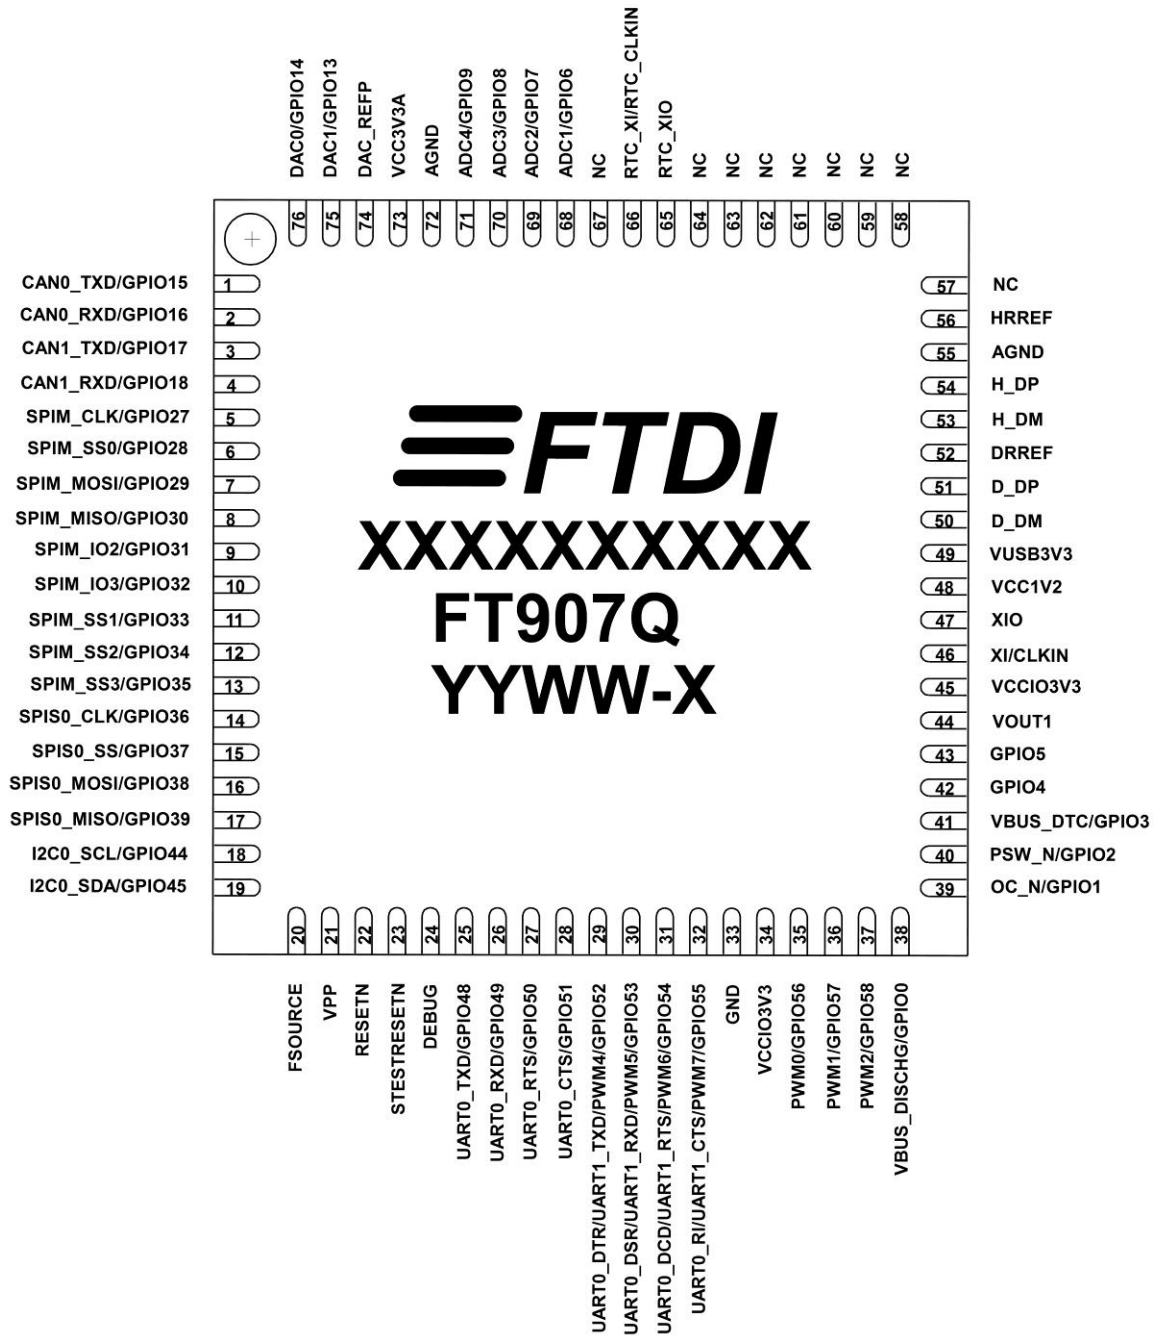 DAC0/GPIO14
DAC1/GPIO13
DAC_REFP
VCC3V3A
AGND
ADC4/GPIO9
ADC3/GPIO8
ADC2/GPIO7
ADC1/GPIO6
NC
RTC_XI/RTC_CLKIN
RTC_XIO
NC
NC
NC
NC
NC
NC
NC
76 75 74 73 72 71 70 69 68 67 66 65 64 63 62 61 60 59 58
CAN0_TXD/GPIO15 1
CAN0_RXD/GPIO16 2
CAN1_TXD/GPIO17 3
CAN1_RXD/GPIO18 4
SPIM_CLK/GPIO27 5
SPIM_SS0/GPIO28 6
SPIM_MOSI/GPIO29 7
SPIM_MISO/GPIO30 8
SPIM_IO2/GPIO31 9
SPIM_IO3/GPIO32 10
SPIM_SS1/GPIO33 11
SPIM_SS2/GPIO34 12
SPIM_SS3/GPIO35 13
SPIS0_CLK/GPIO36 14
SPIS0_SS/GPIO37 15
SPIS0_MOSI/GPIO38 16
SPIS0_MISO/GPIO39 17
I2C0_SCL/GPIO44 18
I2C0_SDA/GPIO45 19
FTDI
XXXXXXXXXX
FT907Q
YYWW-X
57 NC
56 HRREF
55 AGND
54 H_DP
53 H_DM
52 DRREF
51 D_DP
50 D_DM
49 VUSB3V3
48 VCC1V2
47 XIO
46 XI/CLKIN
45 VCCIO3V3
44 VOUT1
43 GPIO5
42 GPIO4
41 VBUS_DTC/GPIO3
40 PSW_N/GPIO2
39 OC_N/GPIO1
20 21 22 23 24 25 26 27 28 29 30 31 32 33 34 35 36 37 38
FSOURCE
VPP
RESETN
STESTRESETN
DEBUG
UART0_TXD/GPIO48
UART0_RXD/GPIO49
UART0_RTS/GPIO50
UART0_CTS/GPIO51
UART0_DTR/UART1_TXD/PWM4/GPIO52
UART0_DSR/UART1_RXD/PWM5/GPIO53
UART0_DCD/UART1_RTS/PWM6/GPIO54
UART0_RI/UART1_CTS/PWM7/GPIO55
GND
VCCIO3V3
PWM0/GPIO56
PWM1/GPIO57
PWM2/GPIO58
VBUS_DISCHG/GPIO0